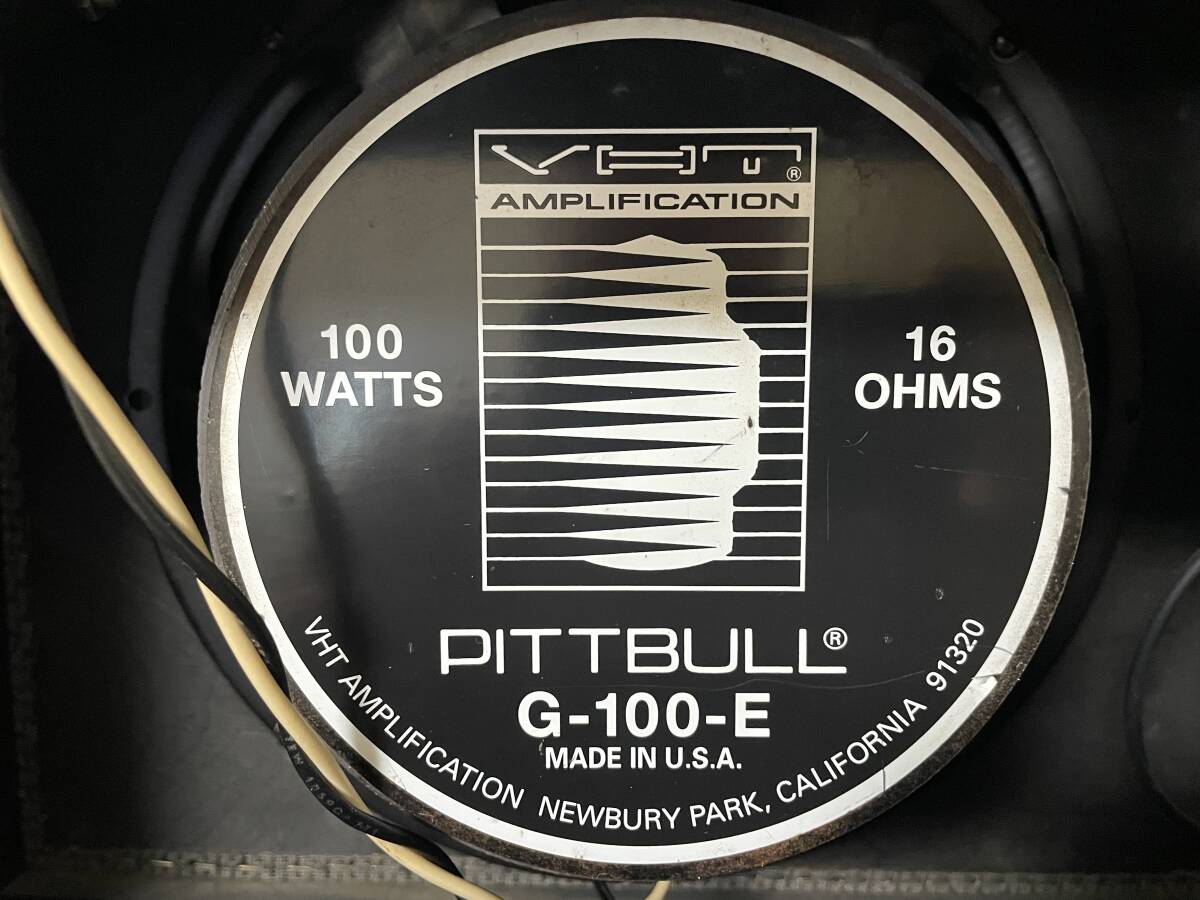 VHT®
AMPLIFICATION
100
WATTS
16
OHMS
PITTBULL®
G-100-E
MADE IN U.S.A.
VHT AMPLIFICATION NEWBURY PARK, CALIFORNIA 91320